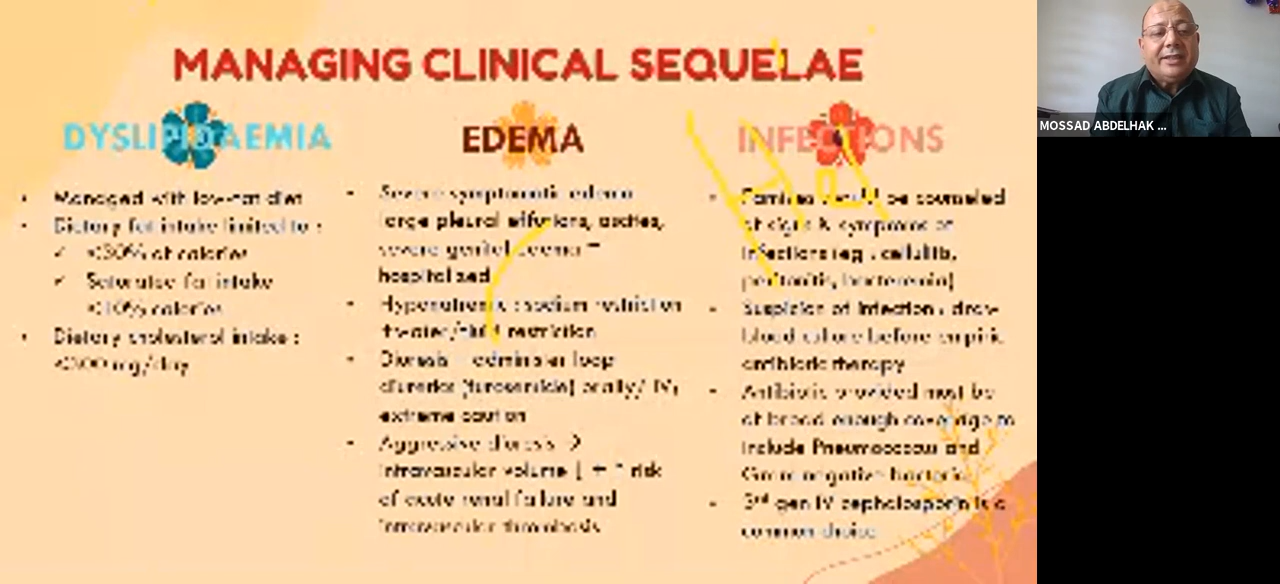 MANAGING CLINICAL SEQUELAE
DYSLIPIDAEMIA
Managed with low-fat diet
Dietary fat intake limited to :
<30% of calories
Saturated fat intake
<10% calories
Dietary cholesterol intake :
<300 mg/day
EDEMA
Severe symptomatic edema
large pleural effusions, ascites,
severe genital edema
hospitalized
Hyponatremia : sodium restriction
+water/fluid restriction
Diuresis administer loop
diuretics (furosemide) orally/ IV,
extreme caution
Aggressive diuresis →
intravascular volume ↓ + ↑ risk
of acute renal failure and
intravascular thrombosis
INFECTIONS
Families should be counseled
of signs & symptoms of
infections (eg : cellulitis,
peritonitis, bacteremia)
Suspicion of infection : draw
blood culture before empiric
antibiotic therapy
Antibiotic provided must be
of broad enough coverage to
include Pneumococcus and
Gram negative bacteria
3rd gen IV cephalosporin is a
common choice
MOSSAD ABDELHAK ...